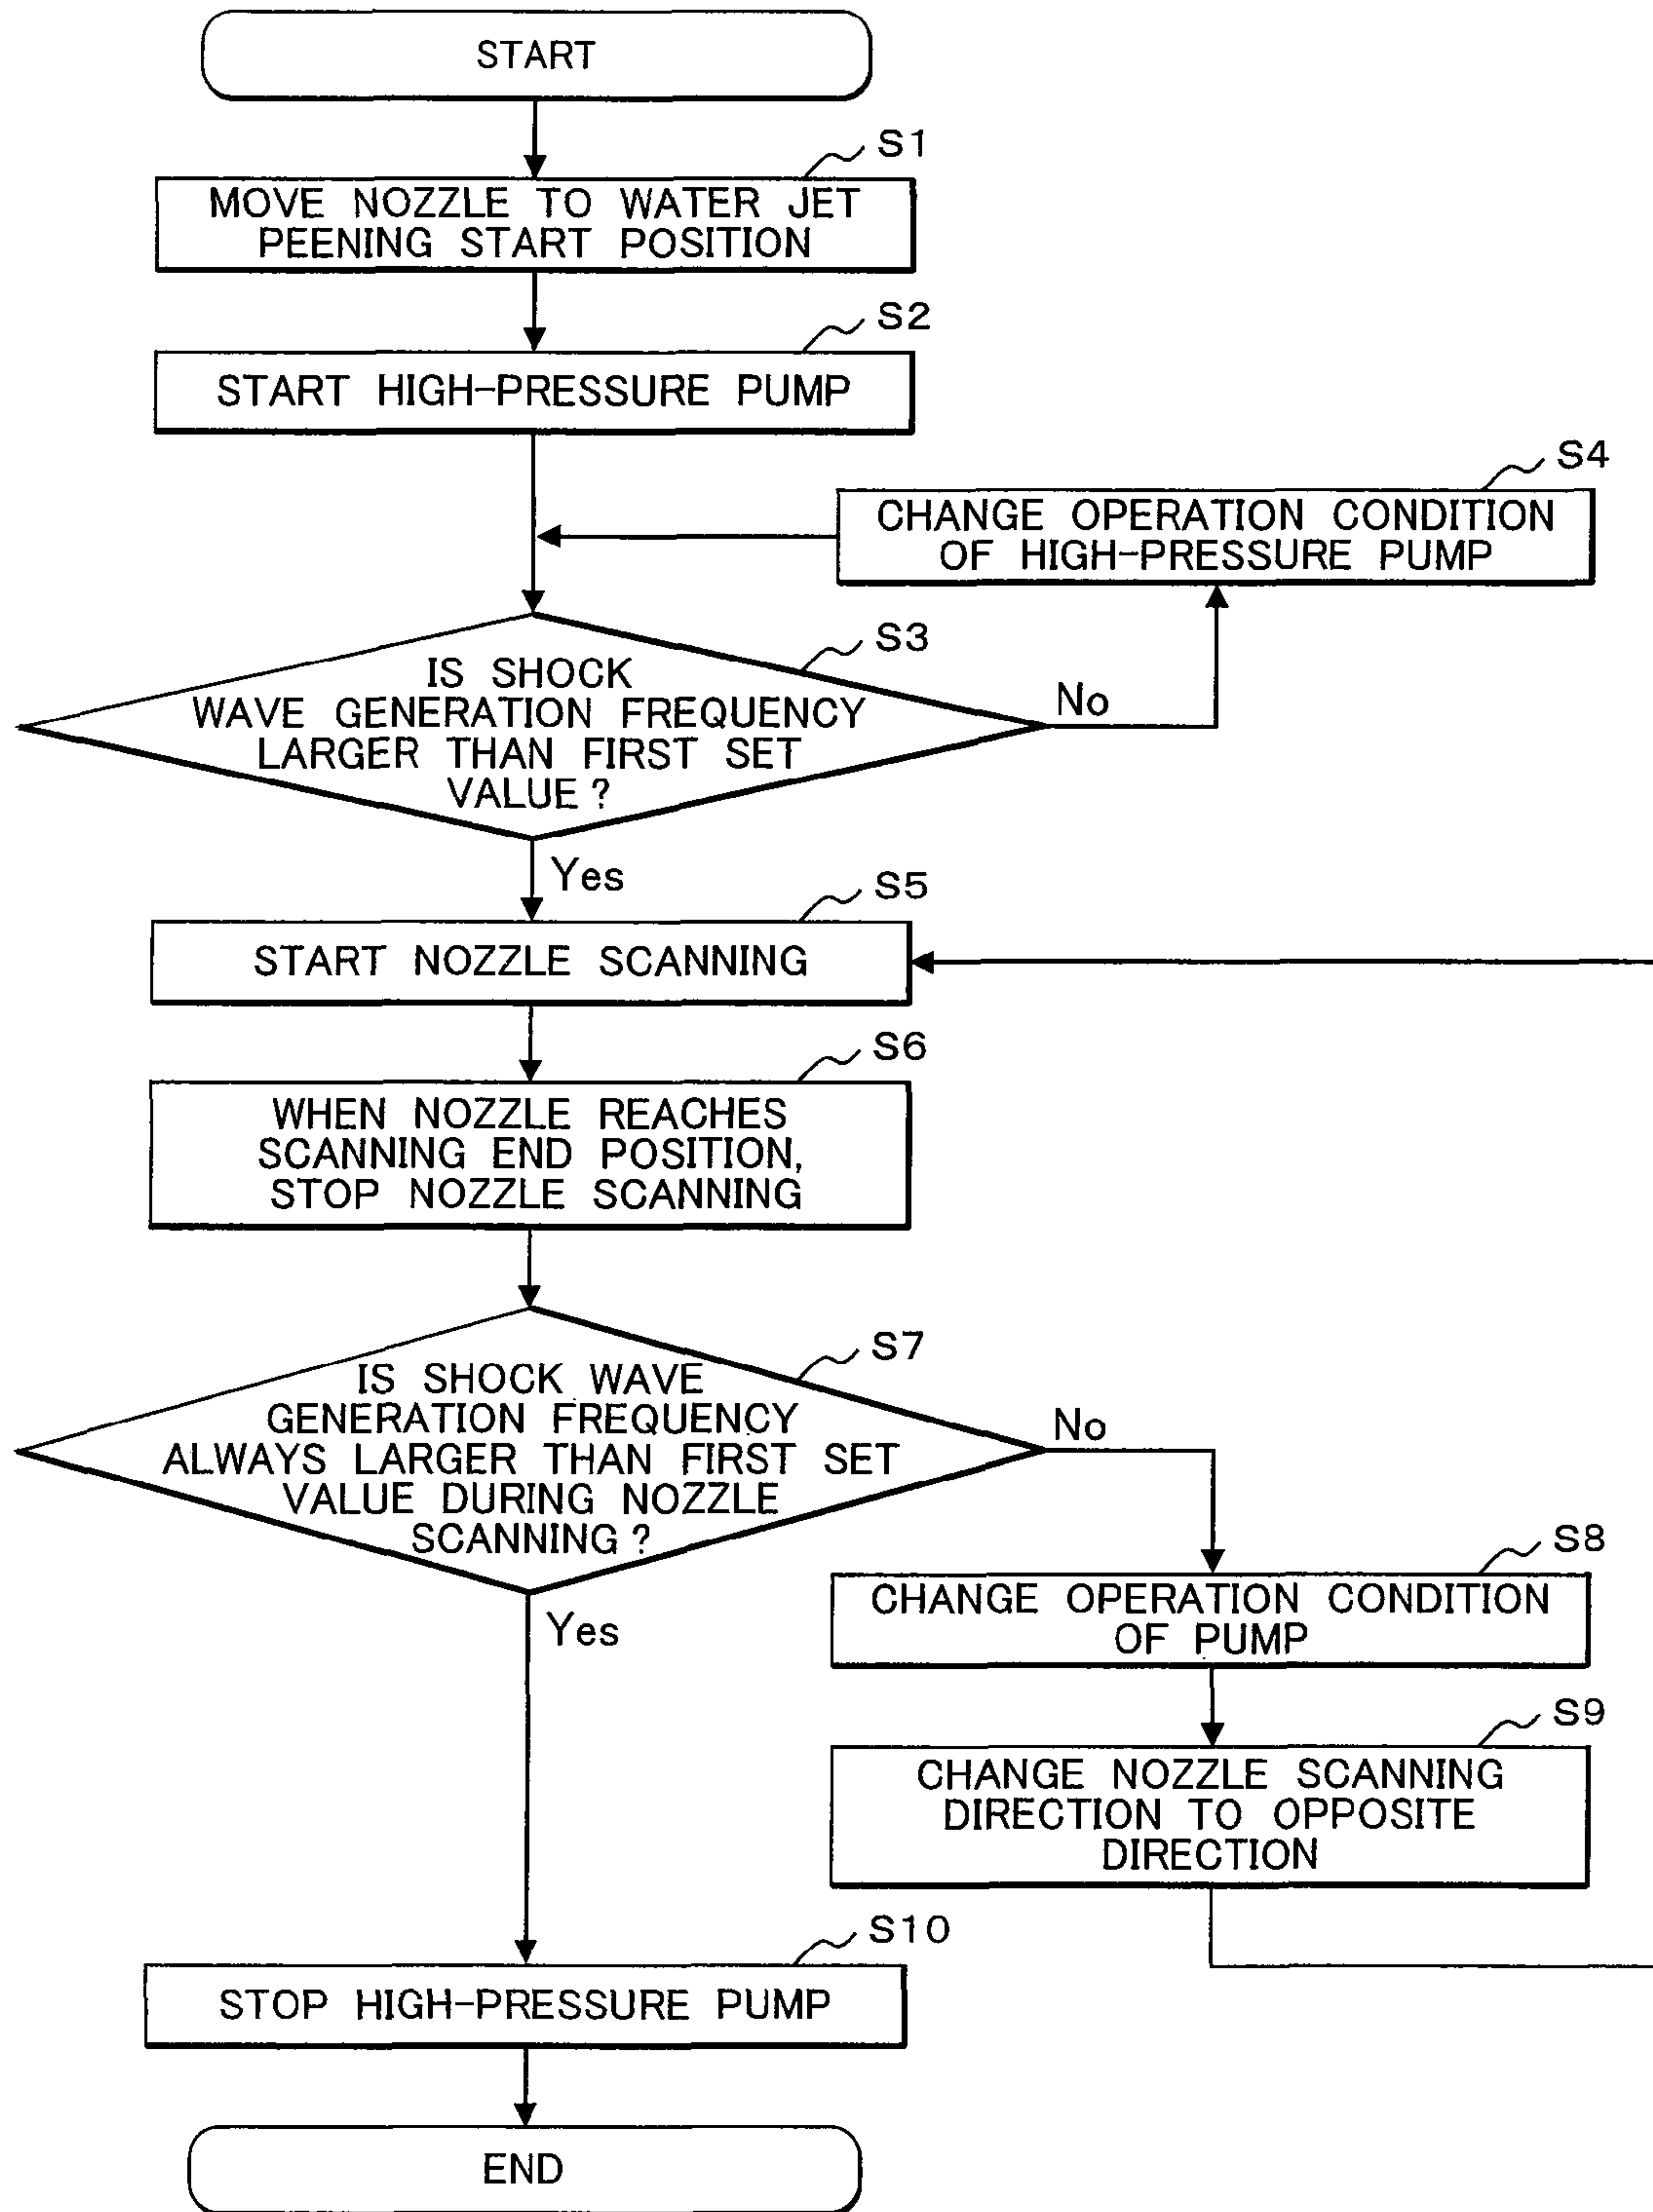 START
S1
MOVE NOZZLE TO WATER JET
PEENING START POSITION
S2
START HIGH-PRESSURE PUMP
S4
CHANGE OPERATION CONDITION
OF HIGH-PRESSURE PUMP
S3
IS SHOCK
WAVE GENERATION FREQUENCY
LARGER THAN FIRST SET
VALUE?
No
Yes
S5
START NOZZLE SCANNING
S6
WHEN NOZZLE REACHES
SCANNING END POSITION,
STOP NOZZLE SCANNING
S7
IS SHOCK WAVE
GENERATION FREQUENCY
ALWAYS LARGER THAN FIRST SET
VALUE DURING NOZZLE
SCANNING?
No
Yes
S8
CHANGE OPERATION CONDITION
OF PUMP
S9
CHANGE NOZZLE SCANNING
DIRECTION TO OPPOSITE
DIRECTION
S10
STOP HIGH-PRESSURE PUMP
END